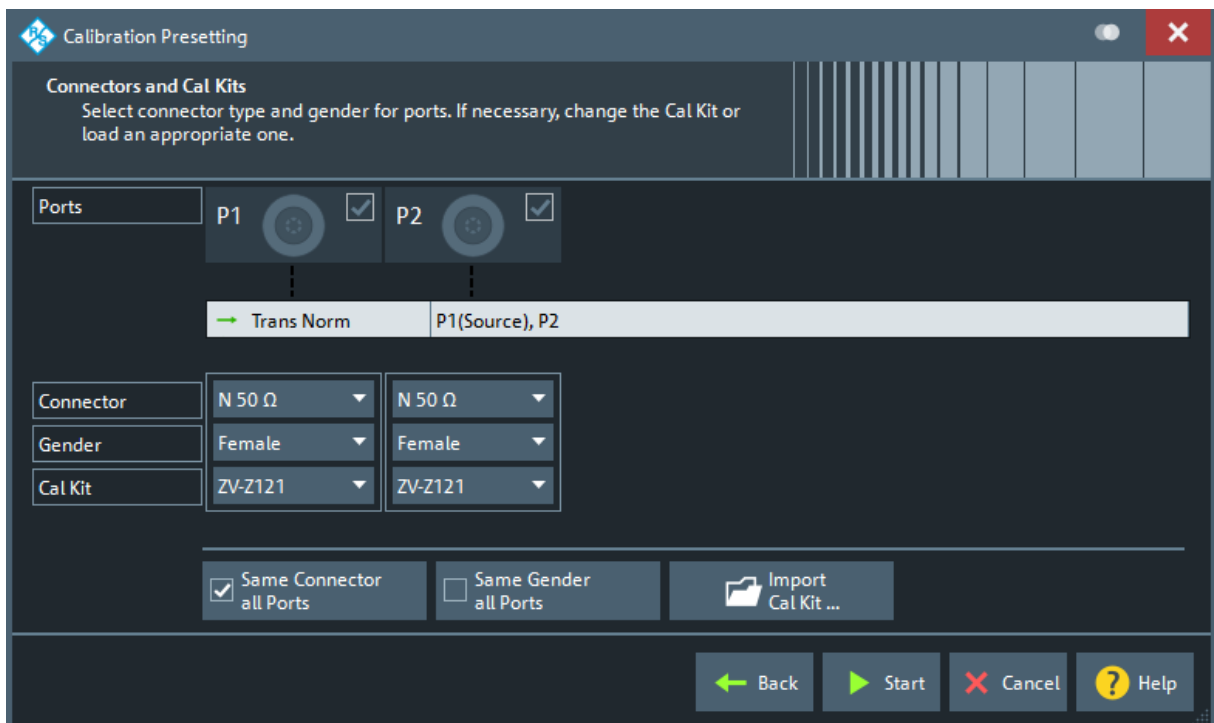 R&S
Calibration Presetting
Connectors and Cal Kits
Select connector type and gender for ports. If necessary, change the Cal Kit or
load an appropriate one.
Ports
P1
P2
Trans Norm
P1(Source), P2
Connector
N 50 Ω
N 50 Ω
Gender
Female
Female
Cal Kit
ZV-Z121
ZV-Z121
Same Connector
all Ports
Same Gender
all Ports
Import
Cal Kit ...
Back
Start
Cancel
? Help